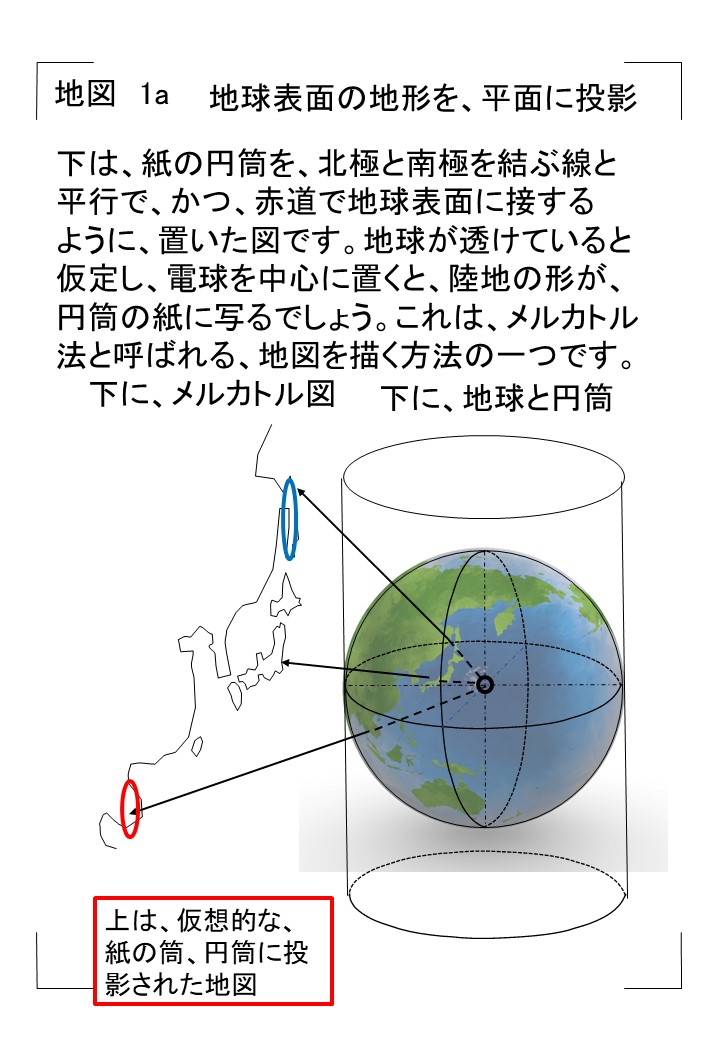 地図　1a　地球表面の地形を、平面に投影
下は、紙の円筒を、北極と南極を結ぶ線と
平行で、かつ、赤道で地球表面に接する
ように、置いた図です。地球が透けていると
仮定し、電球を中心に置くと、陸地の形が、
円筒の紙に写るでしょう。これは、メルカトル
法と呼ばれる、地図を描く方法の一つです。
下に、メルカトル図　下に、地球と円筒
上は、仮想的な、
紙の筒、円筒に投
影された地図